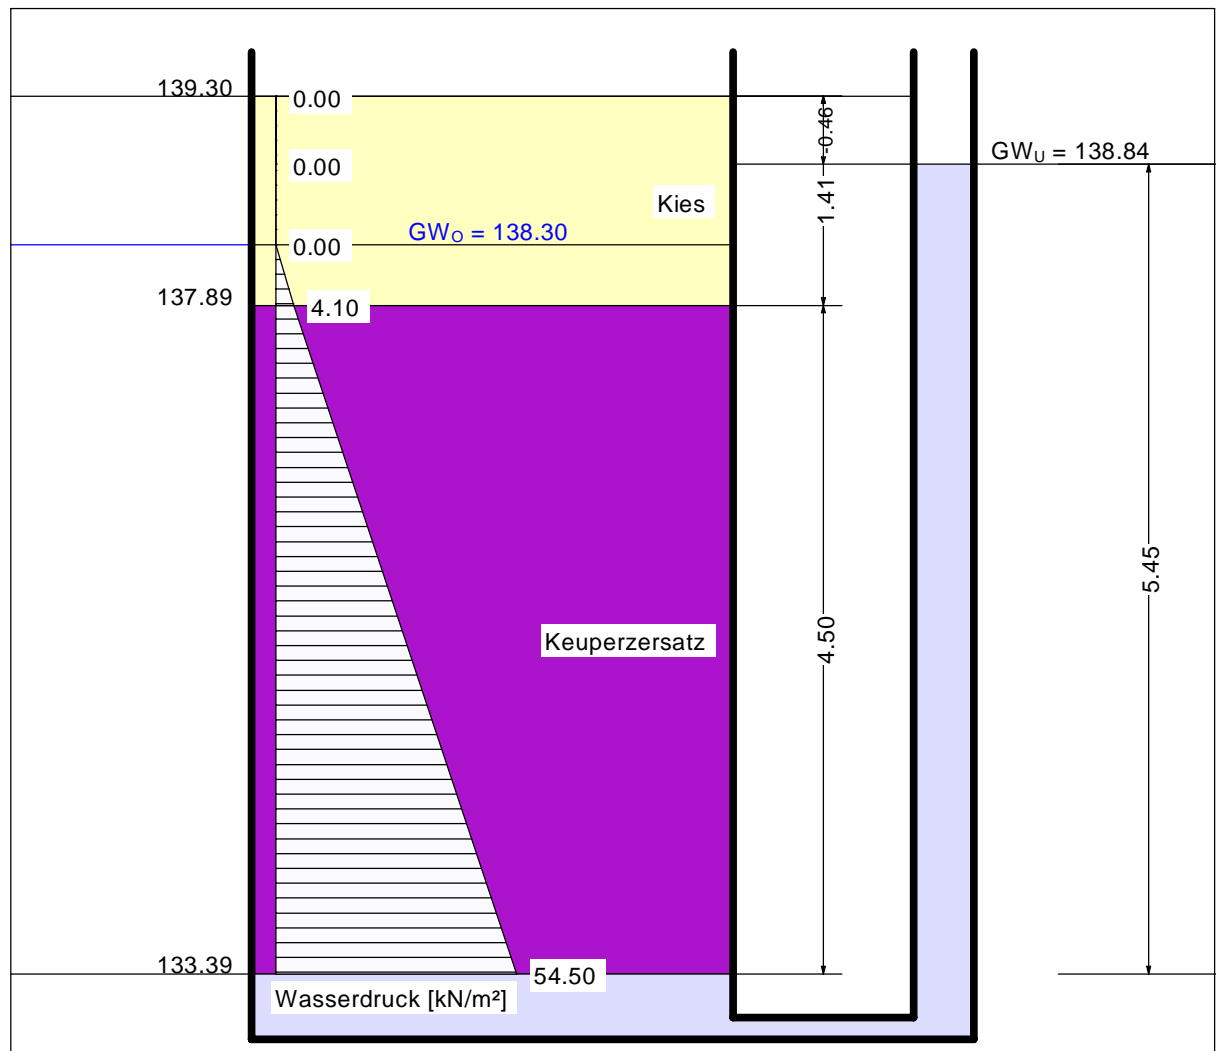 139.30
0.00
-0.46
0.00
GWU = 138.84
Kies
1.41
GWO = 138.30
0.00
137.89
4.10
5.45
4.50
Keuperzersatz
133.39
54.50
Wasserdruck [kN/m²]